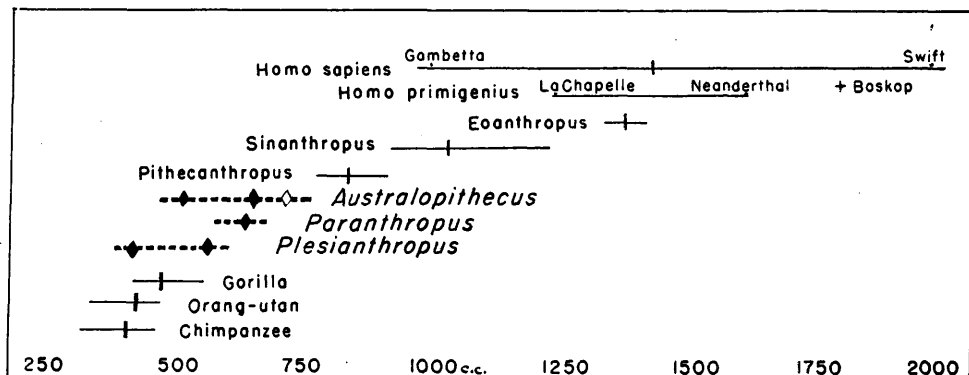 Gambetta Swift
Homo sapiens
Homo primigenius LaChapelle Neanderthal + Boskop
Eoanthropus
Sinanthropus
Pithecanthropus
Australopithecus
Paranthropus
Plesianthropus
Gorilla
Orang-utan
Chimpanzee
250 500 750 1000 c.c. 1250 1500 1750 2000